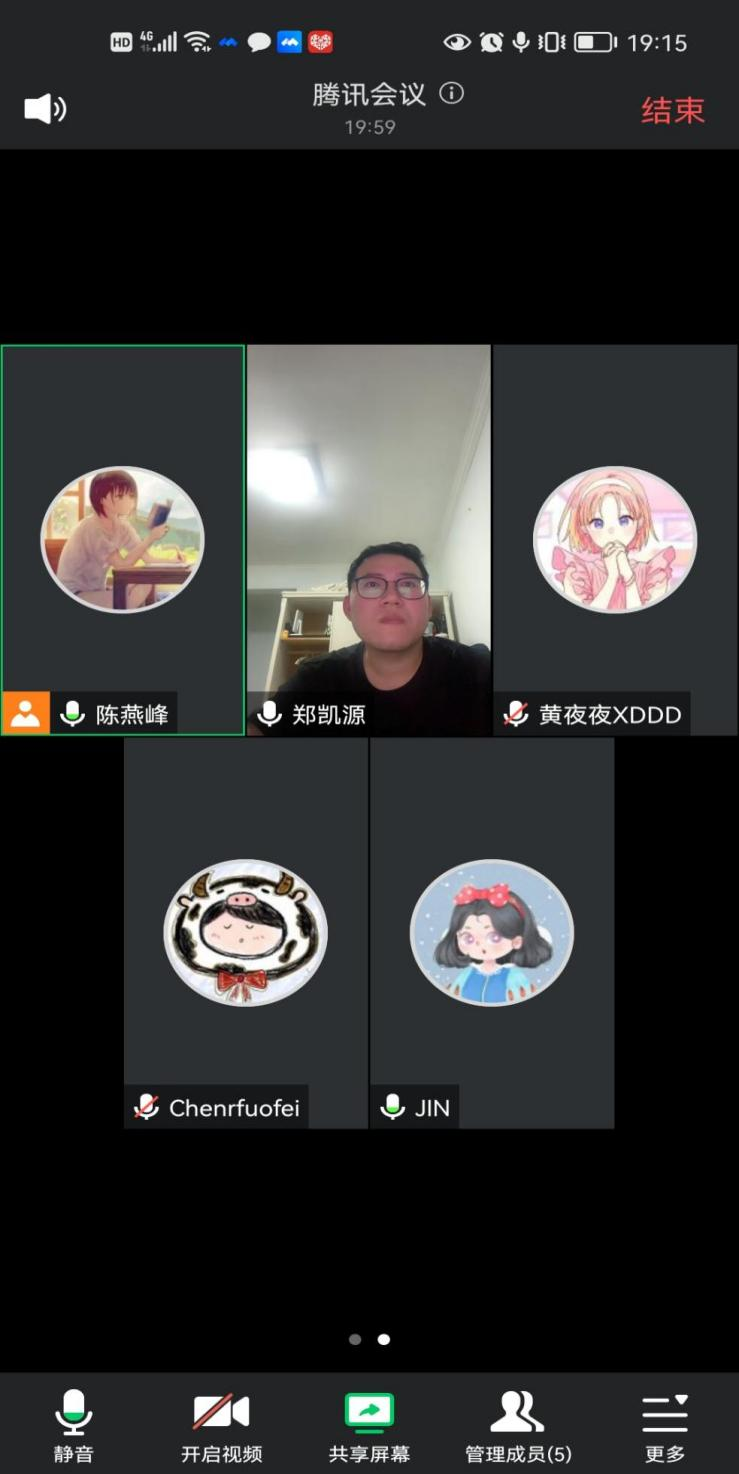 HD 4G 19:15
腾讯会议
19:59
结束
陈燕峰
郑凯源
黄夜夜XDDD
Chenrfuofei
JIN
静音
开启视频
共享屏幕
管理成员(5)
更多